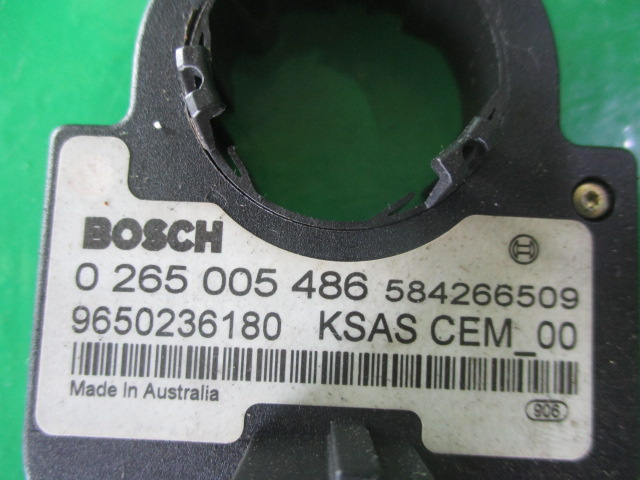 BOSCH
0 265 005 486 584266509
9650236180 KSAS CEM_00
Made In Australia
906